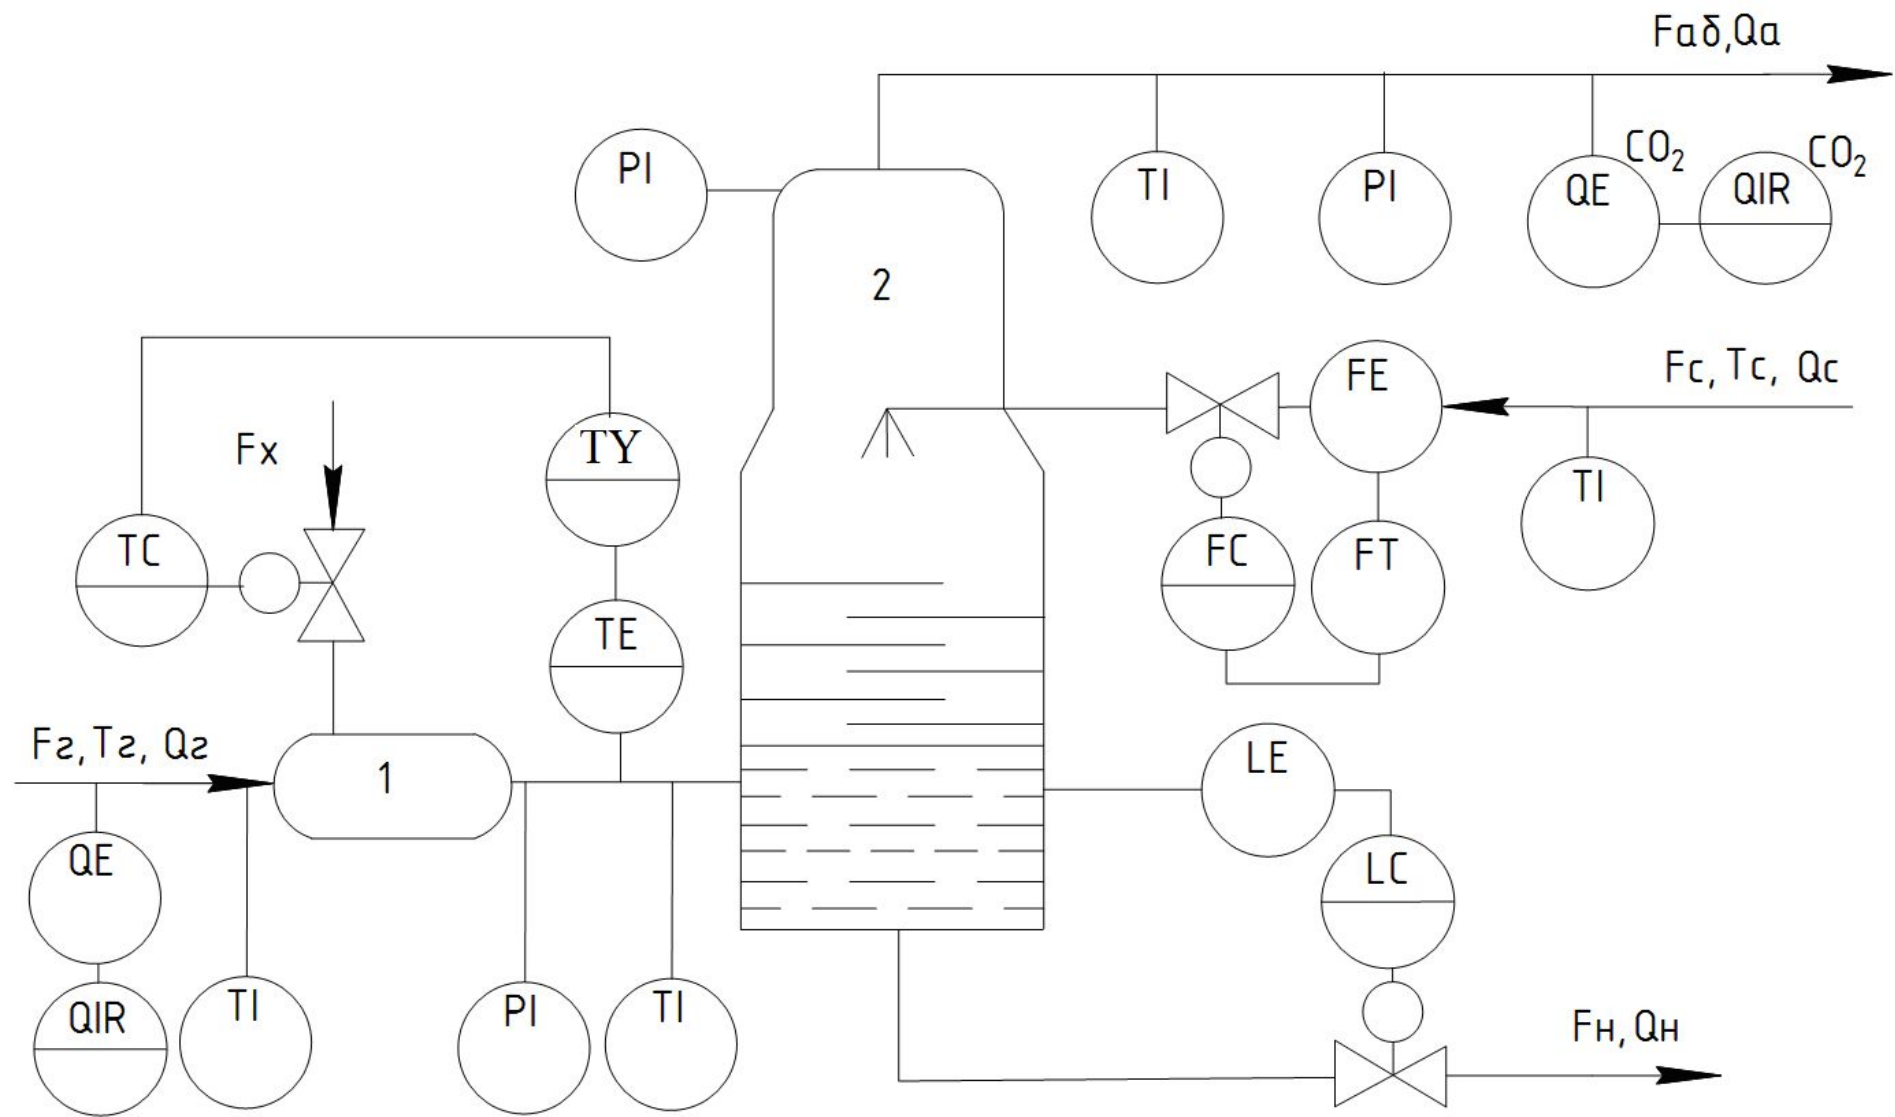 Fаδ,Qа
PI
TI
PI
QE
CO₂
QIR
CO₂
2
FE
Fс, Tс, Qс
TI
Fх
TY
TC
FC
FT
TE
Fг, Tг, Qг
1
LE
QE
LC
QIR
TI
PI
TI
Fн, Qн